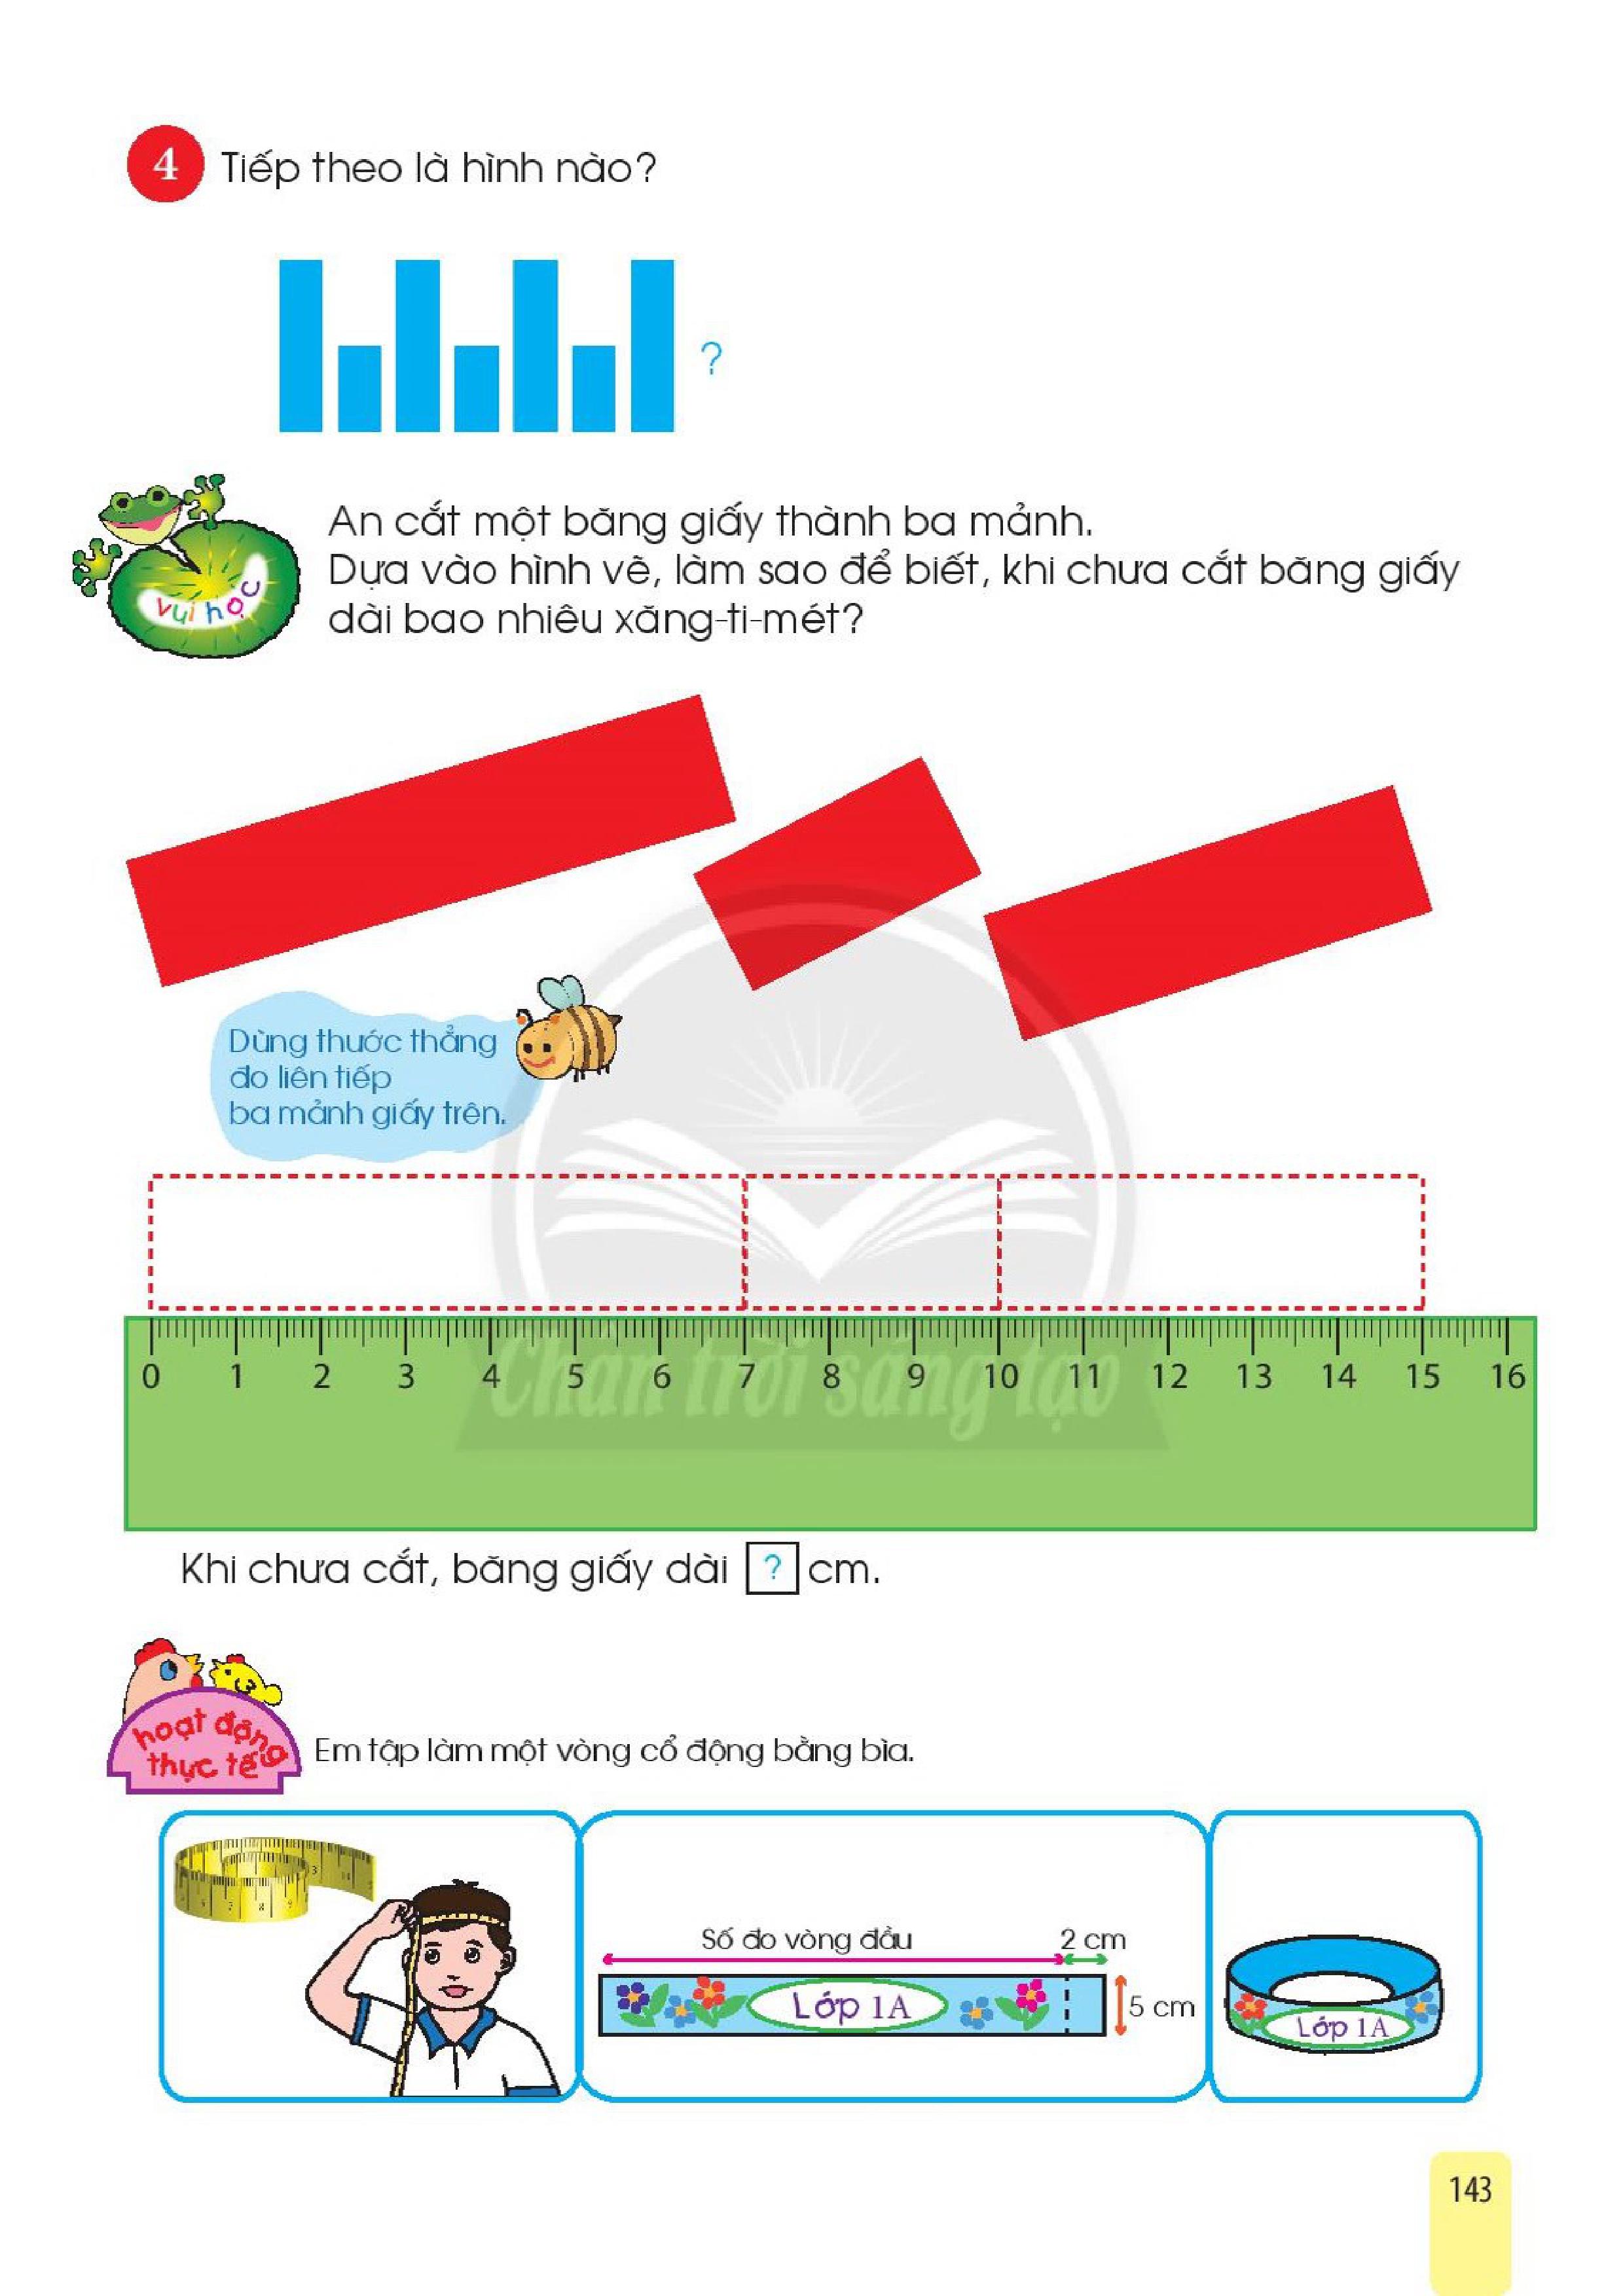 4 Tiếp theo là hình nào?
?
vui học
An cắt một băng giấy thành ba mảnh.
Dựa vào hình vẽ, làm sao để biết, khi chưa cắt băng giấy
dài bao nhiêu xăng-ti-mét?
Dùng thước thẳng
đo liên tiếp
ba mảnh giấy trên.
0 1 2 3 4 5 6 7 8 9 10 11 12 13 14 15 16
Chân trời sáng tạo
Khi chưa cắt, băng giấy dài ? cm.
hoạt động
thực tế
Em tập làm một vòng cổ động bằng bìa.
Số đo vòng đầu
2 cm
Lớp 1A
5 cm
Lớp 1A
143